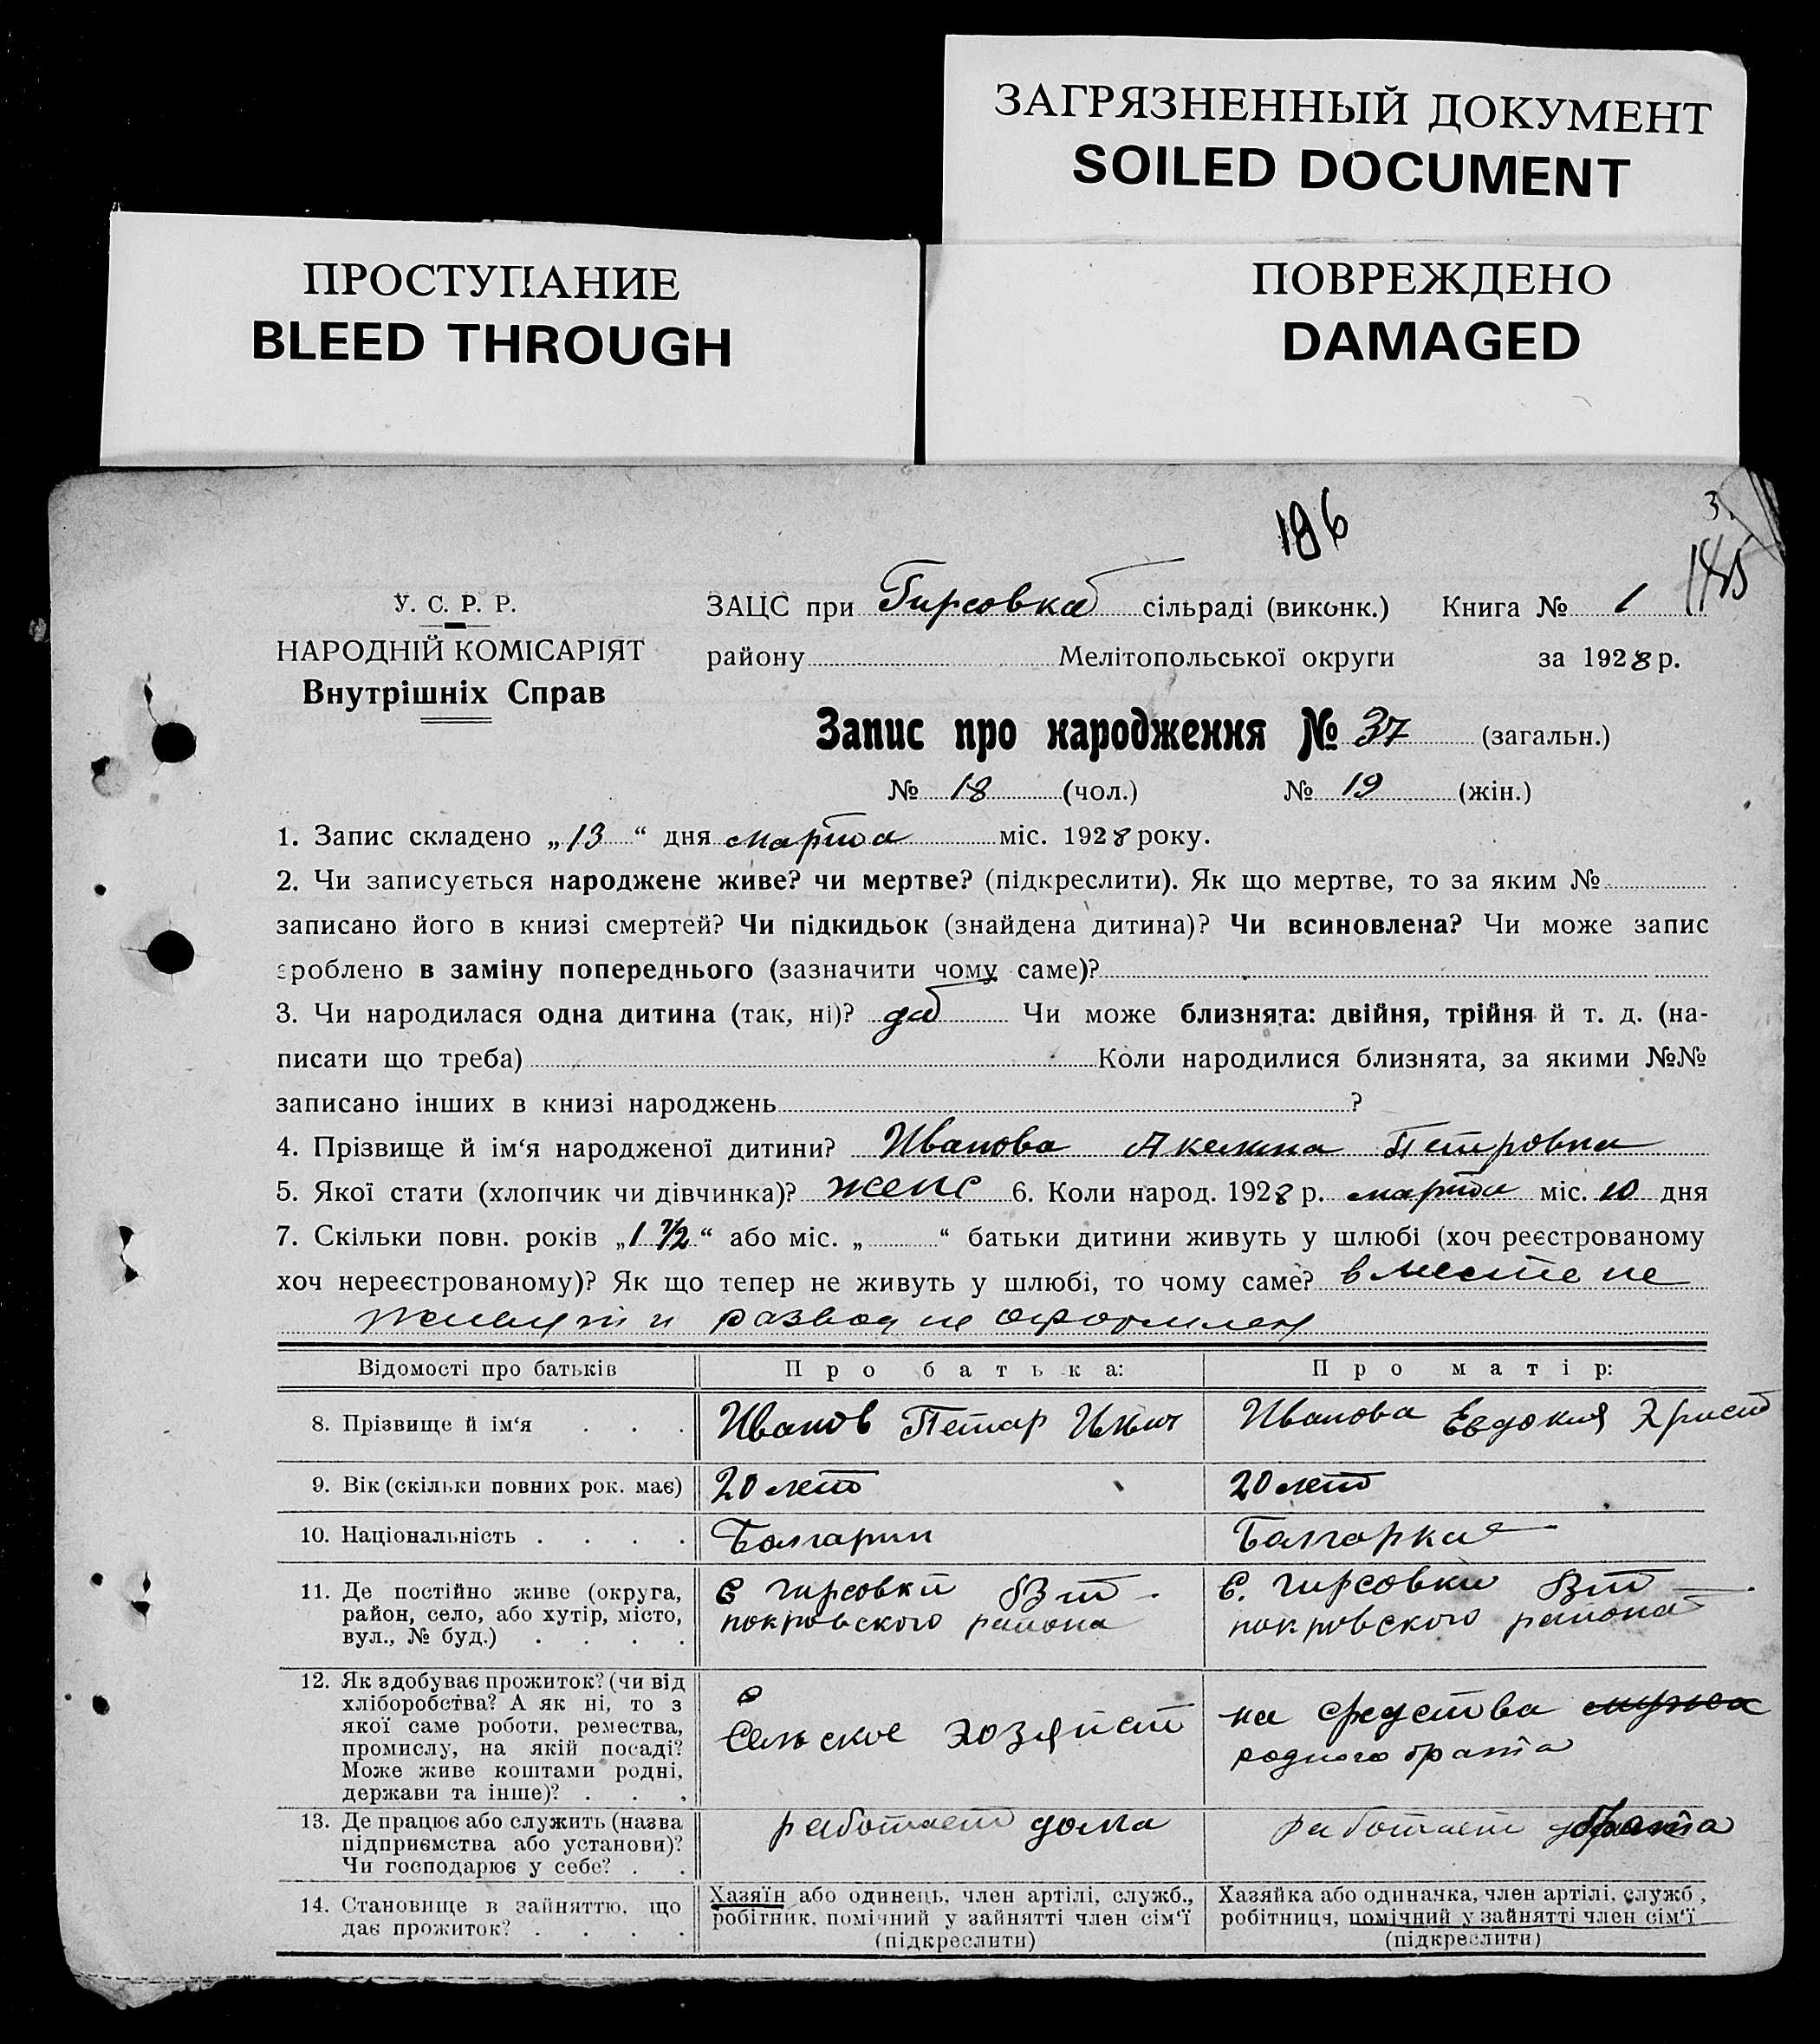 ЗАГРЯЗНЕННЫЙ ДОКУМЕНТ
SOILED DOCUMENT
ПРОСТУПАНИЕ
BLEED THROUGH
ПОВРЕЖДЕНО
DAMAGED
186
185
У. С. Р. Р.
НАРОДНІЙ КОМІСАРІЯТ
Внутрішніх Справ
ЗАЦС при Гирсовка сільраді (виконк.) Книга № 1
району Мелітопольської округи за 1928 р.
Запис про народження № 37 (загальн.)
№ 18 (чол.) № 19 (жін.)
1. Запис складено „13“ дня марта міс. 1928 року.
2. Чи записується народжене живе? чи мертве? (підкреслити). Як що мертве, то за яким №
записано його в книзі смертей? Чи підкидьок (знайдена дитина)? Чи всиновлена? Чи може запис
зроблено в заміну попереднього (зазначити чому саме)?
3. Чи народилася одна дитина (так, ні)? да Чи може близнята: двійня, трійня й т. д. (на-
писати що треба) Коли народилися близнята, за якими №№
записано інших в книзі народжень ?
4. Прізвище й ім‘я народженої дитини? Иванова Акелина Петровна
5. Якої стати (хлопчик чи дівчинка)? женс 6. Коли народ. 1928 р. марта міс. 10 дня
7. Скільки повн. років „1 1/2“ або міс. „ “ батьки дитини живуть у шлюбі (хоч реєстрованому
хоч нереєстрованому)? Як що тепер не живуть у шлюбі, то чому саме? вместе не
живут и развод не оформлен
Відомості про батьків Про батька: Про матір:
8. Прізвище й ім‘я . . . Иванов Петар Ильич Иванова Евдокия Христ
9. Вік (скільки повних рок. має) 20 лет 20 лет
10. Національність . . . . Болгарин Болгарка
11. Де постійно живе (округа,
район, село, або хутір, місто,
вул., № буд.) . . . .
С гирсовки
покровского района
С. гирсовки
покровского района
12. Як здобуває прожиток? (чи від
хліборобства? А як ні, то з
якої саме роботи, ремества,
промислу, на якій посаді?
Може живе коштами родні,
держави та інше)? . . .
С
Сельское хозяйст
на средства мужа
родного брата
13. Де працює або служить (назва
підприємства або установи)?
Чи господарює у себе? . .
работает дома
работает брата
14. Становище в зайняттю, що
дає прожиток? . . . .
Хазяїн або одинець, член артілі, служб.,
робітник, помічний у зайнятті член сім‘ї
(підкреслити)
Хазяйка або одиначка, член артілі, служб,
робітниця, помічний у зайнятті член сім‘ї
(підкреслити)